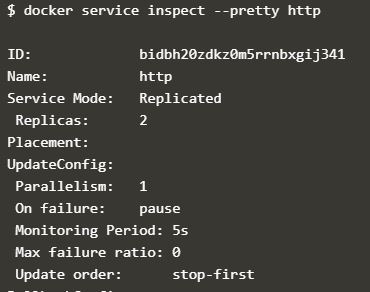 $ docker service inspect --pretty http
ID: bidbh20zdkz0m5rrnbxgij341
Name: http
Service Mode: Replicated
Replicas: 2
Placement:
UpdateConfig:
Parallelism: 1
On failure: pause
Monitoring Period: 5s
Max failure ratio: 0
Update order: stop-first